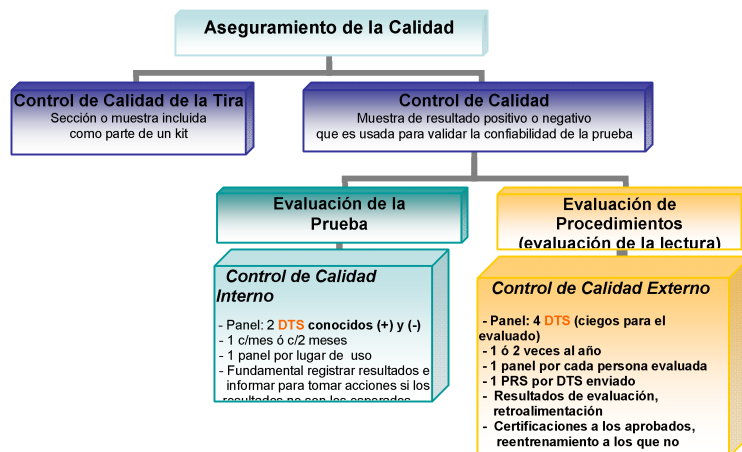 Aseguramiento de la Calidad
Control de Calidad de la Tira
Sección o muestra incluida
como parte de un kit
Control de Calidad
Muestra de resultado positivo o negativo
que es usada para validar la confiabilidad de la prueba
Evaluación de la
Prueba
Evaluación de
Procedimientos
(evaluación de la lectura)
Control de Calidad
Interno
- Panel: 2 DTS conocidos (+) y (-)
- 1 c/mes ó c/2 meses
- 1 panel por lugar de uso
- Fundamental registrar resultados e
informar para tomar acciones si los
resultados no son los esperados
Control de Calidad Externo
- Panel: 4 DTS (ciegos para el
evaluado)
- 1 ó 2 veces al año
- 1 panel por cada persona evaluada
- 1 PRS por DTS enviado
- Resultados de evaluación,
retroalimentación
- Certificaciones a los aprobados,
reentrenamiento a los que no